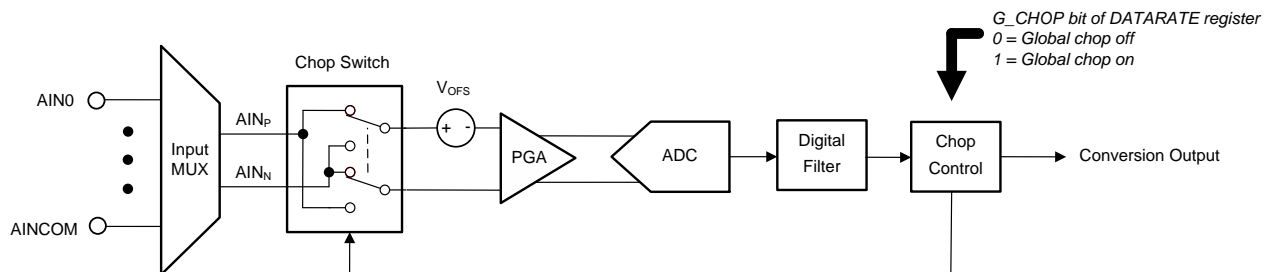 G_CHOP bit of DATARATE register
0 = Global chop off
1 = Global chop on
Chop Switch
AIN0
AINCOM
Input
MUX
AINP
AINN
VOFS
+ -
PGA
ADC
Digital
Filter
Chop
Control
Conversion Output